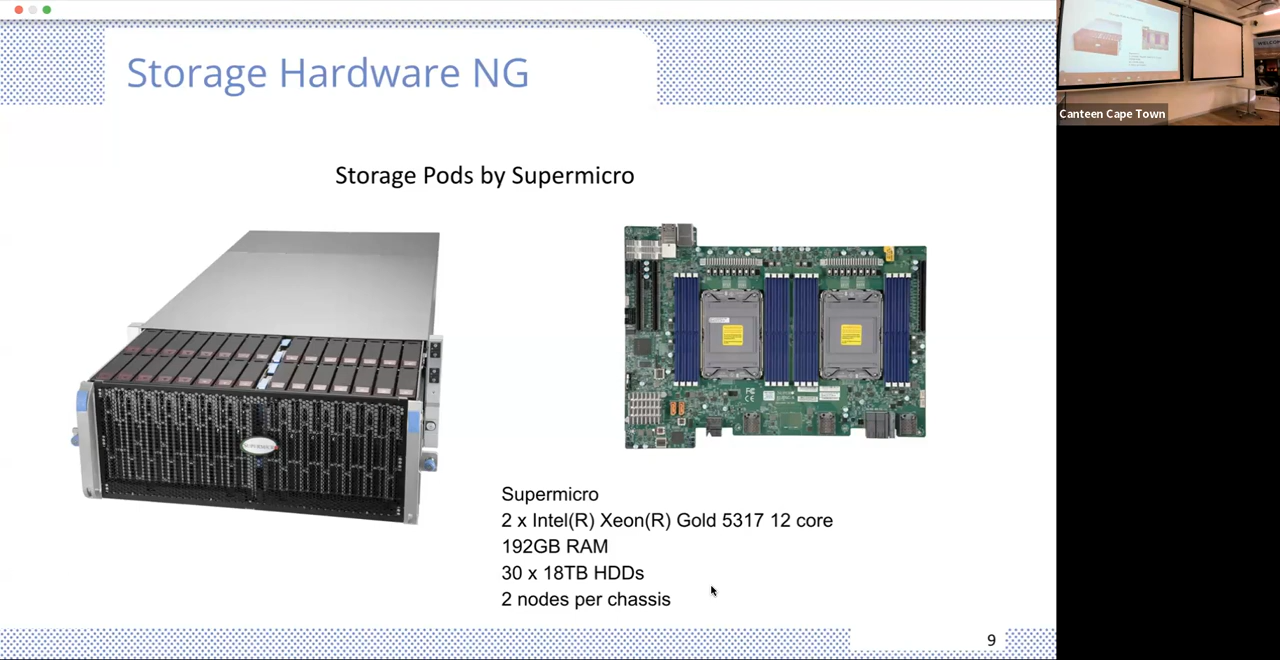 Storage Hardware NG
Canteen Cape Town
Storage Pods by Supermicro
Supermicro
2 x Intel(R) Xeon(R) Gold 5317 12 core
192GB RAM
30 x 18TB HDDs
2 nodes per chassis
9